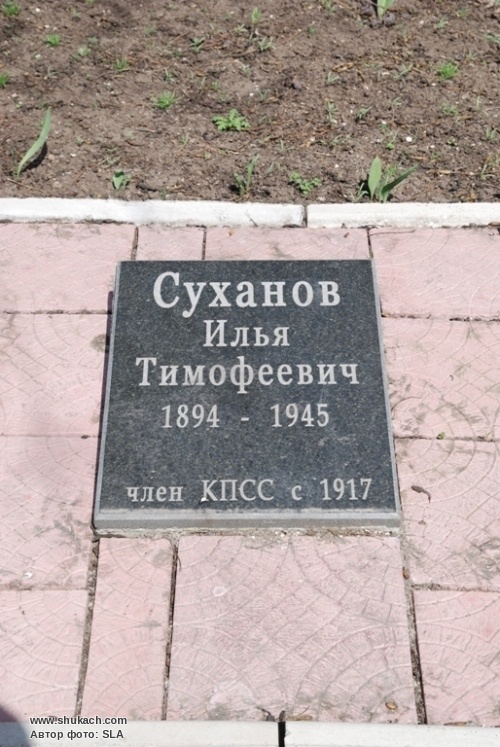 Суханов
Илья
Тимофеевич
1894 - 1945
член КПСС с 1917
www.shukach.com
Автор фото: SLA